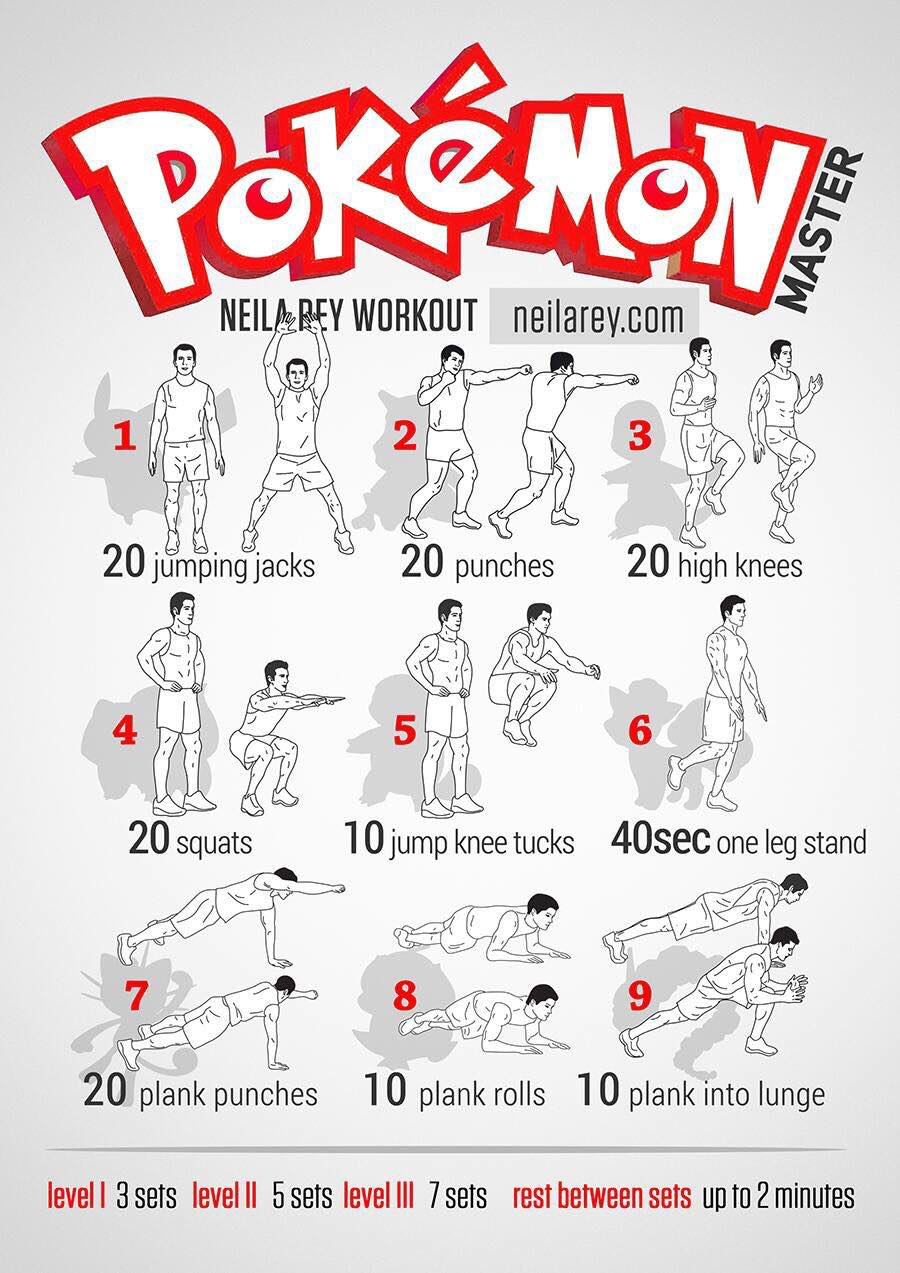 POKéMON
MASTER
NEILA REY WORKOUT neilarey.com
1 2 3
20 jumping jacks 20 punches 20 high knees
4 5 6
20 squats 10 jump knee tucks 40sec one leg stand
7 8 9
20 plank punches 10 plank rolls 10 plank into lunge
level I 3 sets level II 5 sets level III 7 sets rest between sets up to 2 minutes